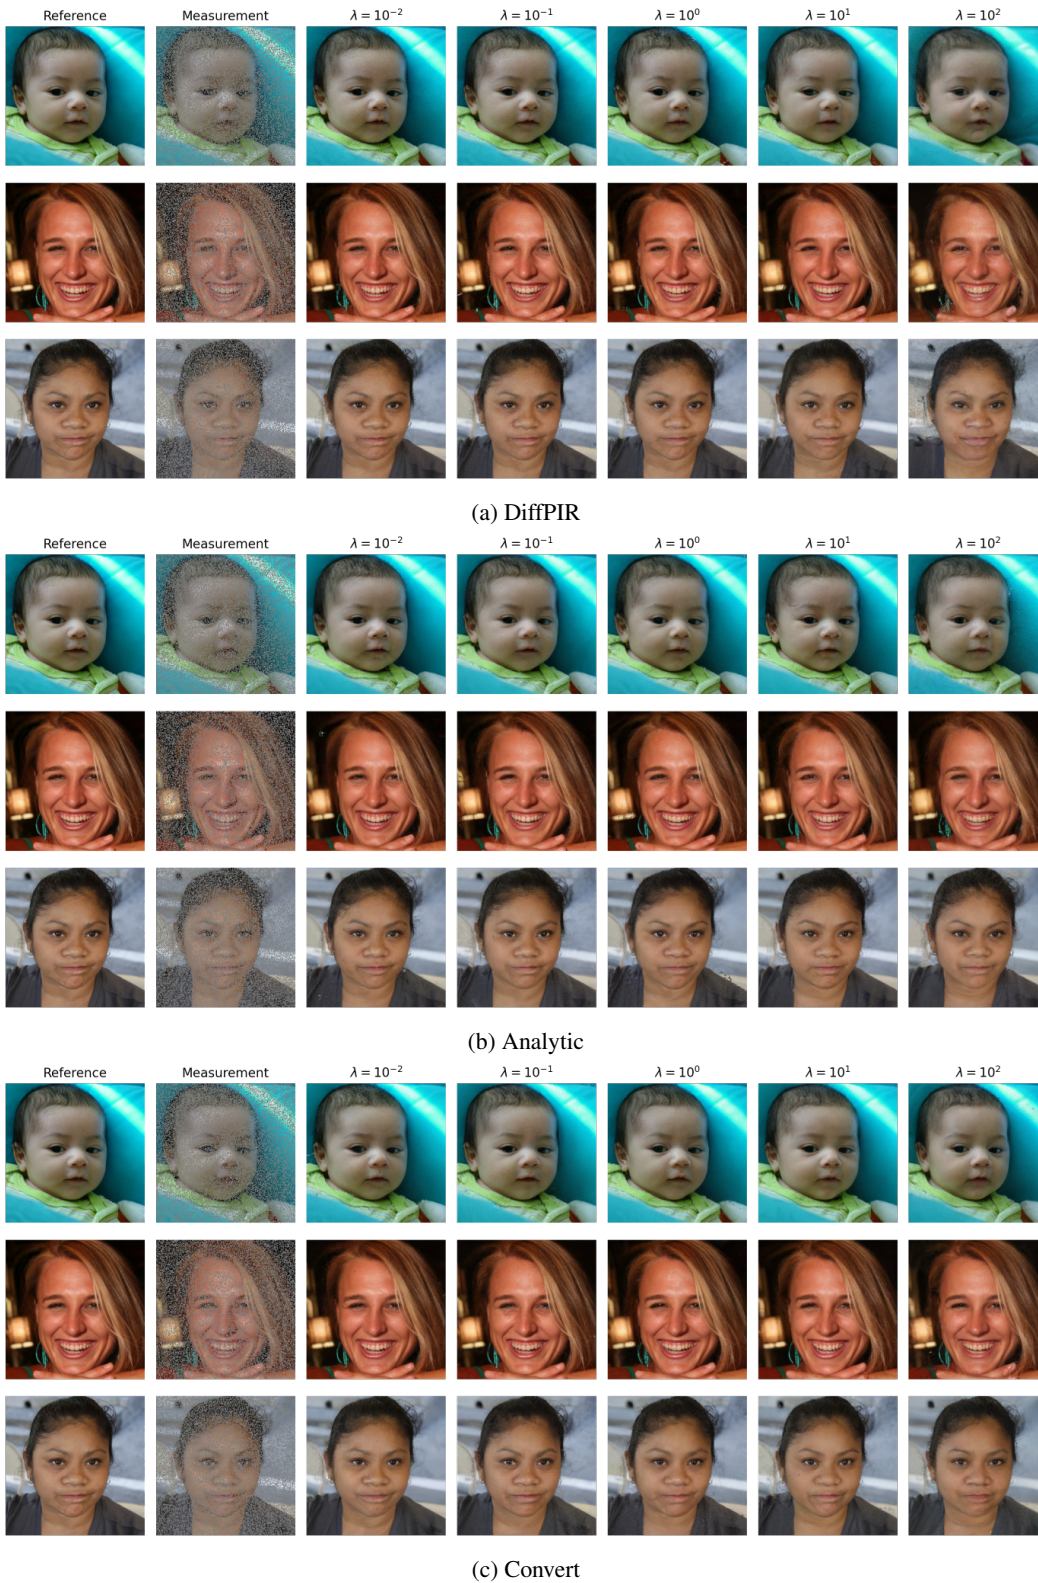 Reference Measurement λ = 10⁻² λ = 10⁻¹ λ = 10⁰ λ = 10¹ λ = 10²
(a) DiffPIR
Reference Measurement λ = 10⁻² λ = 10⁻¹ λ = 10⁰ λ = 10¹ λ = 10²
(b) Analytic
Reference Measurement λ = 10⁻² λ = 10⁻¹ λ = 10⁰ λ = 10¹ λ = 10²
(c) Convert